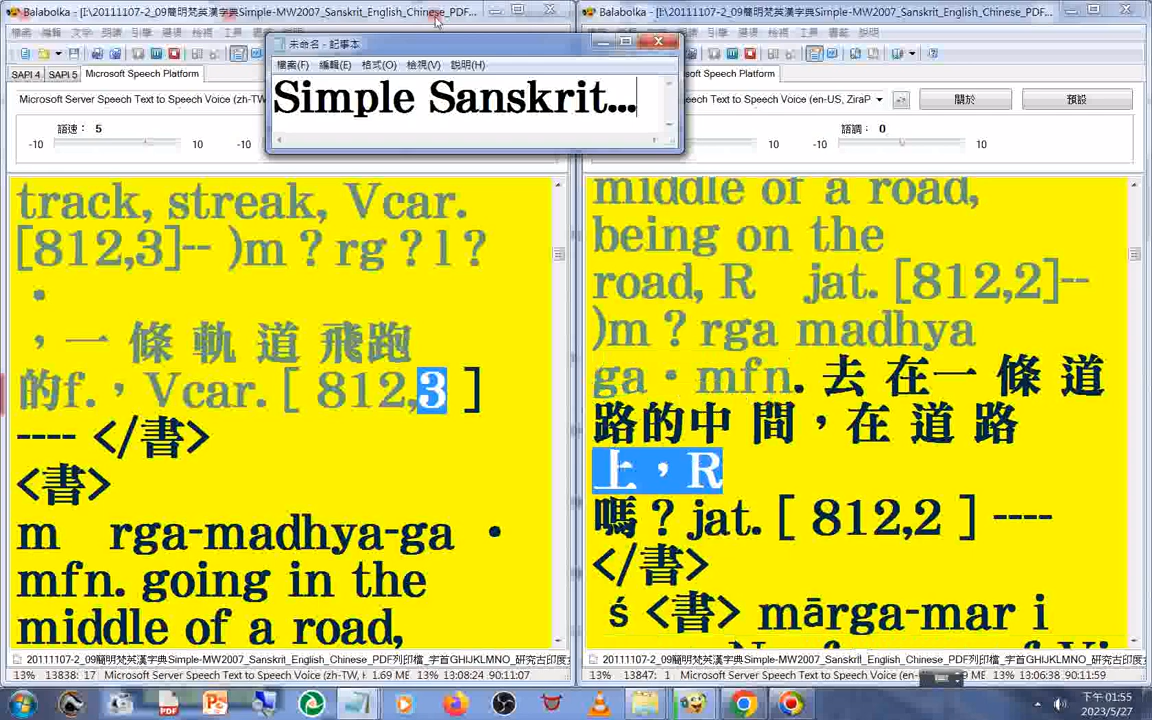 Balabolka - [I:\20111107-2_09簡明梵英漢字典Simple-MW2007_Sanskrit_English_Chinese_PDF...
SAPI 4 SAPI 5 Microsoft Speech Platform
Microsoft Server Speech Text to Speech Voice (zh-TW,
語速： 5
-10 10 -10
track, streak, Vcar.
[812,3]-- )m ? rg ? l ?
•
，一 條 軌 道 飛跑
的f.，Vcar. [ 812,3 ]
---- </書>
<書>
m rga-madhya-ga •
mfn. going in the
middle of a road,
20111107-2_09簡明梵英漢字典Simple-MW2007_Sanskrit_English_Chinese_PDF列印檔_字首GHIJKLMNO_研究古印度
13% 13838: 17 Microsoft Server Speech Text to Speech Voice (zh-TW, 1.69 ME 13% 13:08:24 90:11:07
未命名 - 記事本
檔案(F) 編輯(E) 格式(O) 檢視(V) 說明(H)
Simple Sanskrit...
Balabolka - [I:\20111107-2_09簡明梵英漢字典Simple-MW2007_Sanskrit_English_Chinese_PDF...
Speech Platform
eech Text to Speech Voice (en-US, ZiraP 關於 預設
語調： 0
-10 10
middle of a road,
being on the
road, R jat. [812,2]--
)m ? rga madhya
ga • mfn. 去 在一 條 道
路的中 間，在 道 路
上，R
嗎？jat. [ 812,2 ] ----
</書>
ś <書> mārga-mar i
20111107-2_09簡明梵英漢字典Simple-MW2007_Sanskrit_English_Chinese_PDF列印檔_字首GHIJKLMNO_研究古印度
13% 13847: 1 Microsoft Server Speech Text to Speech Voice (en-US, 13% 13:06:38 90:11:59
下午 01:55
2023/5/27